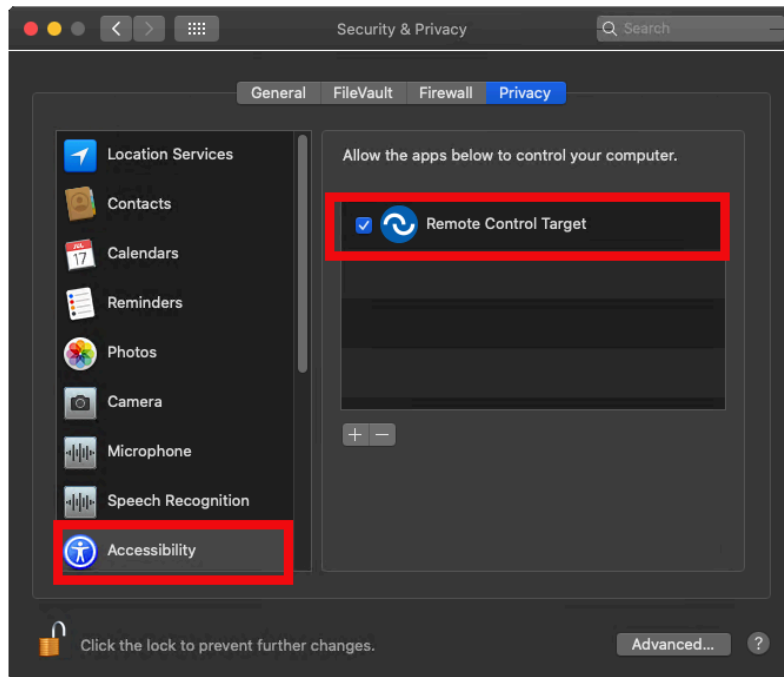 Security & Privacy
Search
General FileVault Firewall Privacy
Location Services
Contacts
JUL
17
Calendars
Reminders
Photos
Camera
Microphone
Speech Recognition
Accessibility
Allow the apps below to control your computer.
Remote Control Target
+ −
Click the lock to prevent further changes.
Advanced...
?